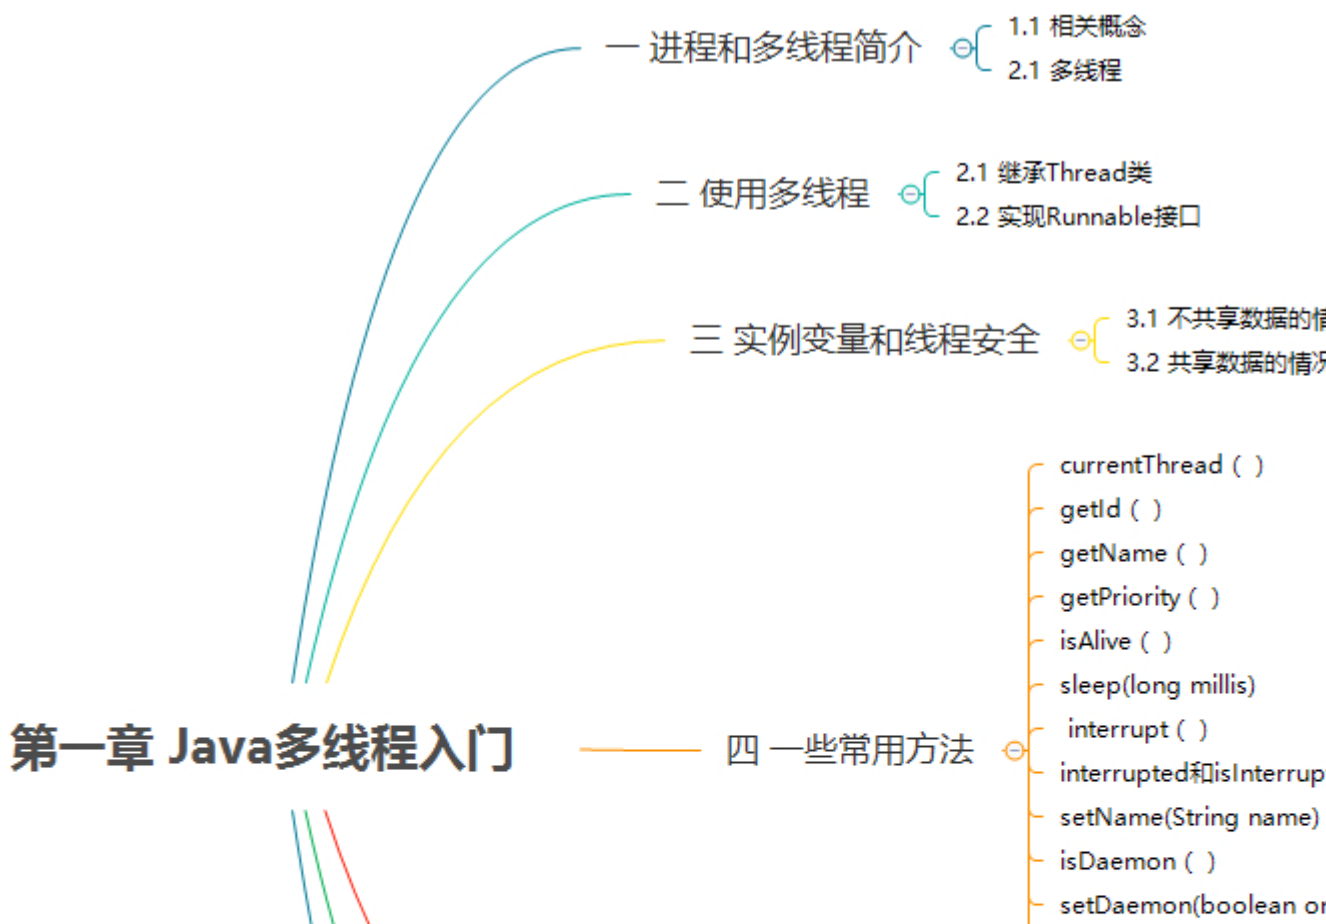 一 进程和多线程简介
1.1 相关概念
2.1 多线程
二 使用多线程
2.1 继承Thread类
2.2 实现Runnable接口
三 实例变量和线程安全
3.1 不共享数据的
3.2 共享数据的情
第一章 Java多线程入门
四 一些常用方法
currentThread（ ）
getId（ ）
getName（ ）
getPriority（ ）
isAlive（ ）
sleep(long millis)
interrupt（ ）
interrupted和isInterrup
setName(String name)
isDaemon（ ）
setDaemon(boolean on